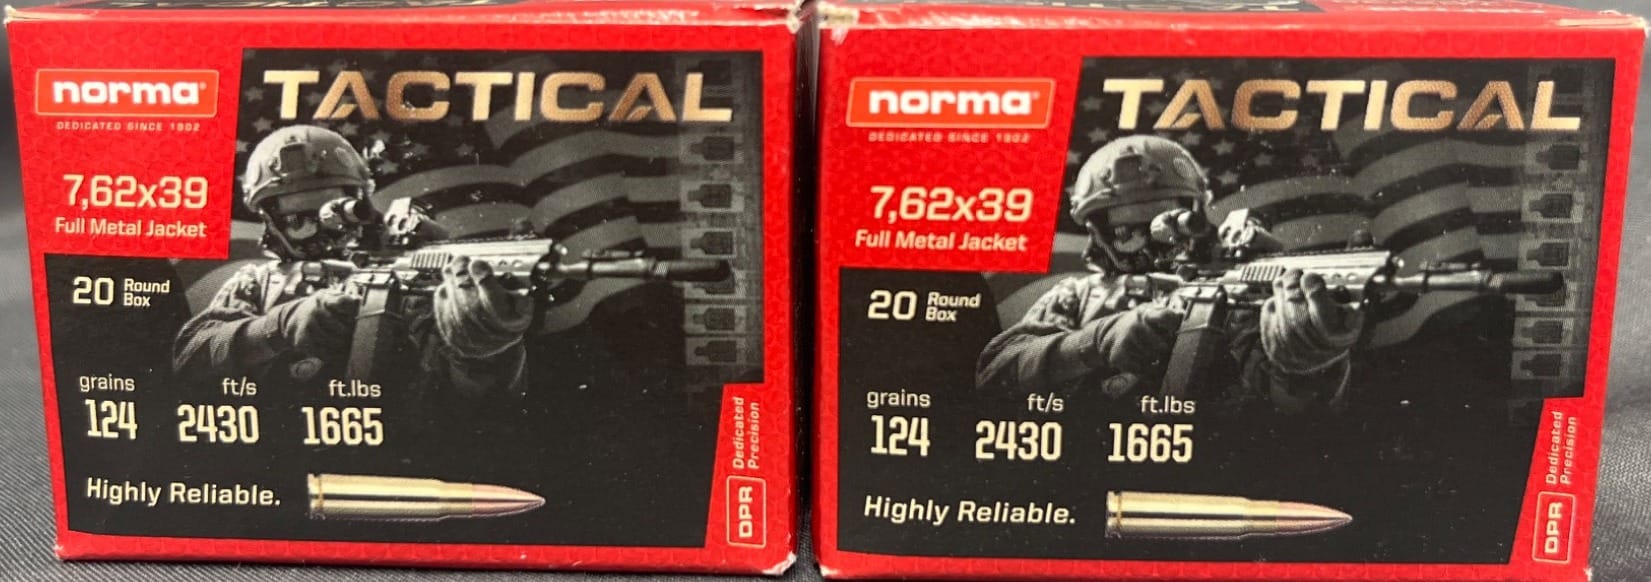 norma
DEDICATED SINCE 1902
TACTICAL
7,62x39
Full Metal Jacket
20 Round Box
grains ft/s ft.lbs
124 2430 1665
Highly Reliable.
DPR Dedicated Precision
norma
DEDICATED SINCE 1902
TACTICAL
7,62x39
Full Metal Jacket
20 Round Box
grains ft/s ft.lbs
124 2430 1665
Highly Reliable.
DPR Dedicated Precision